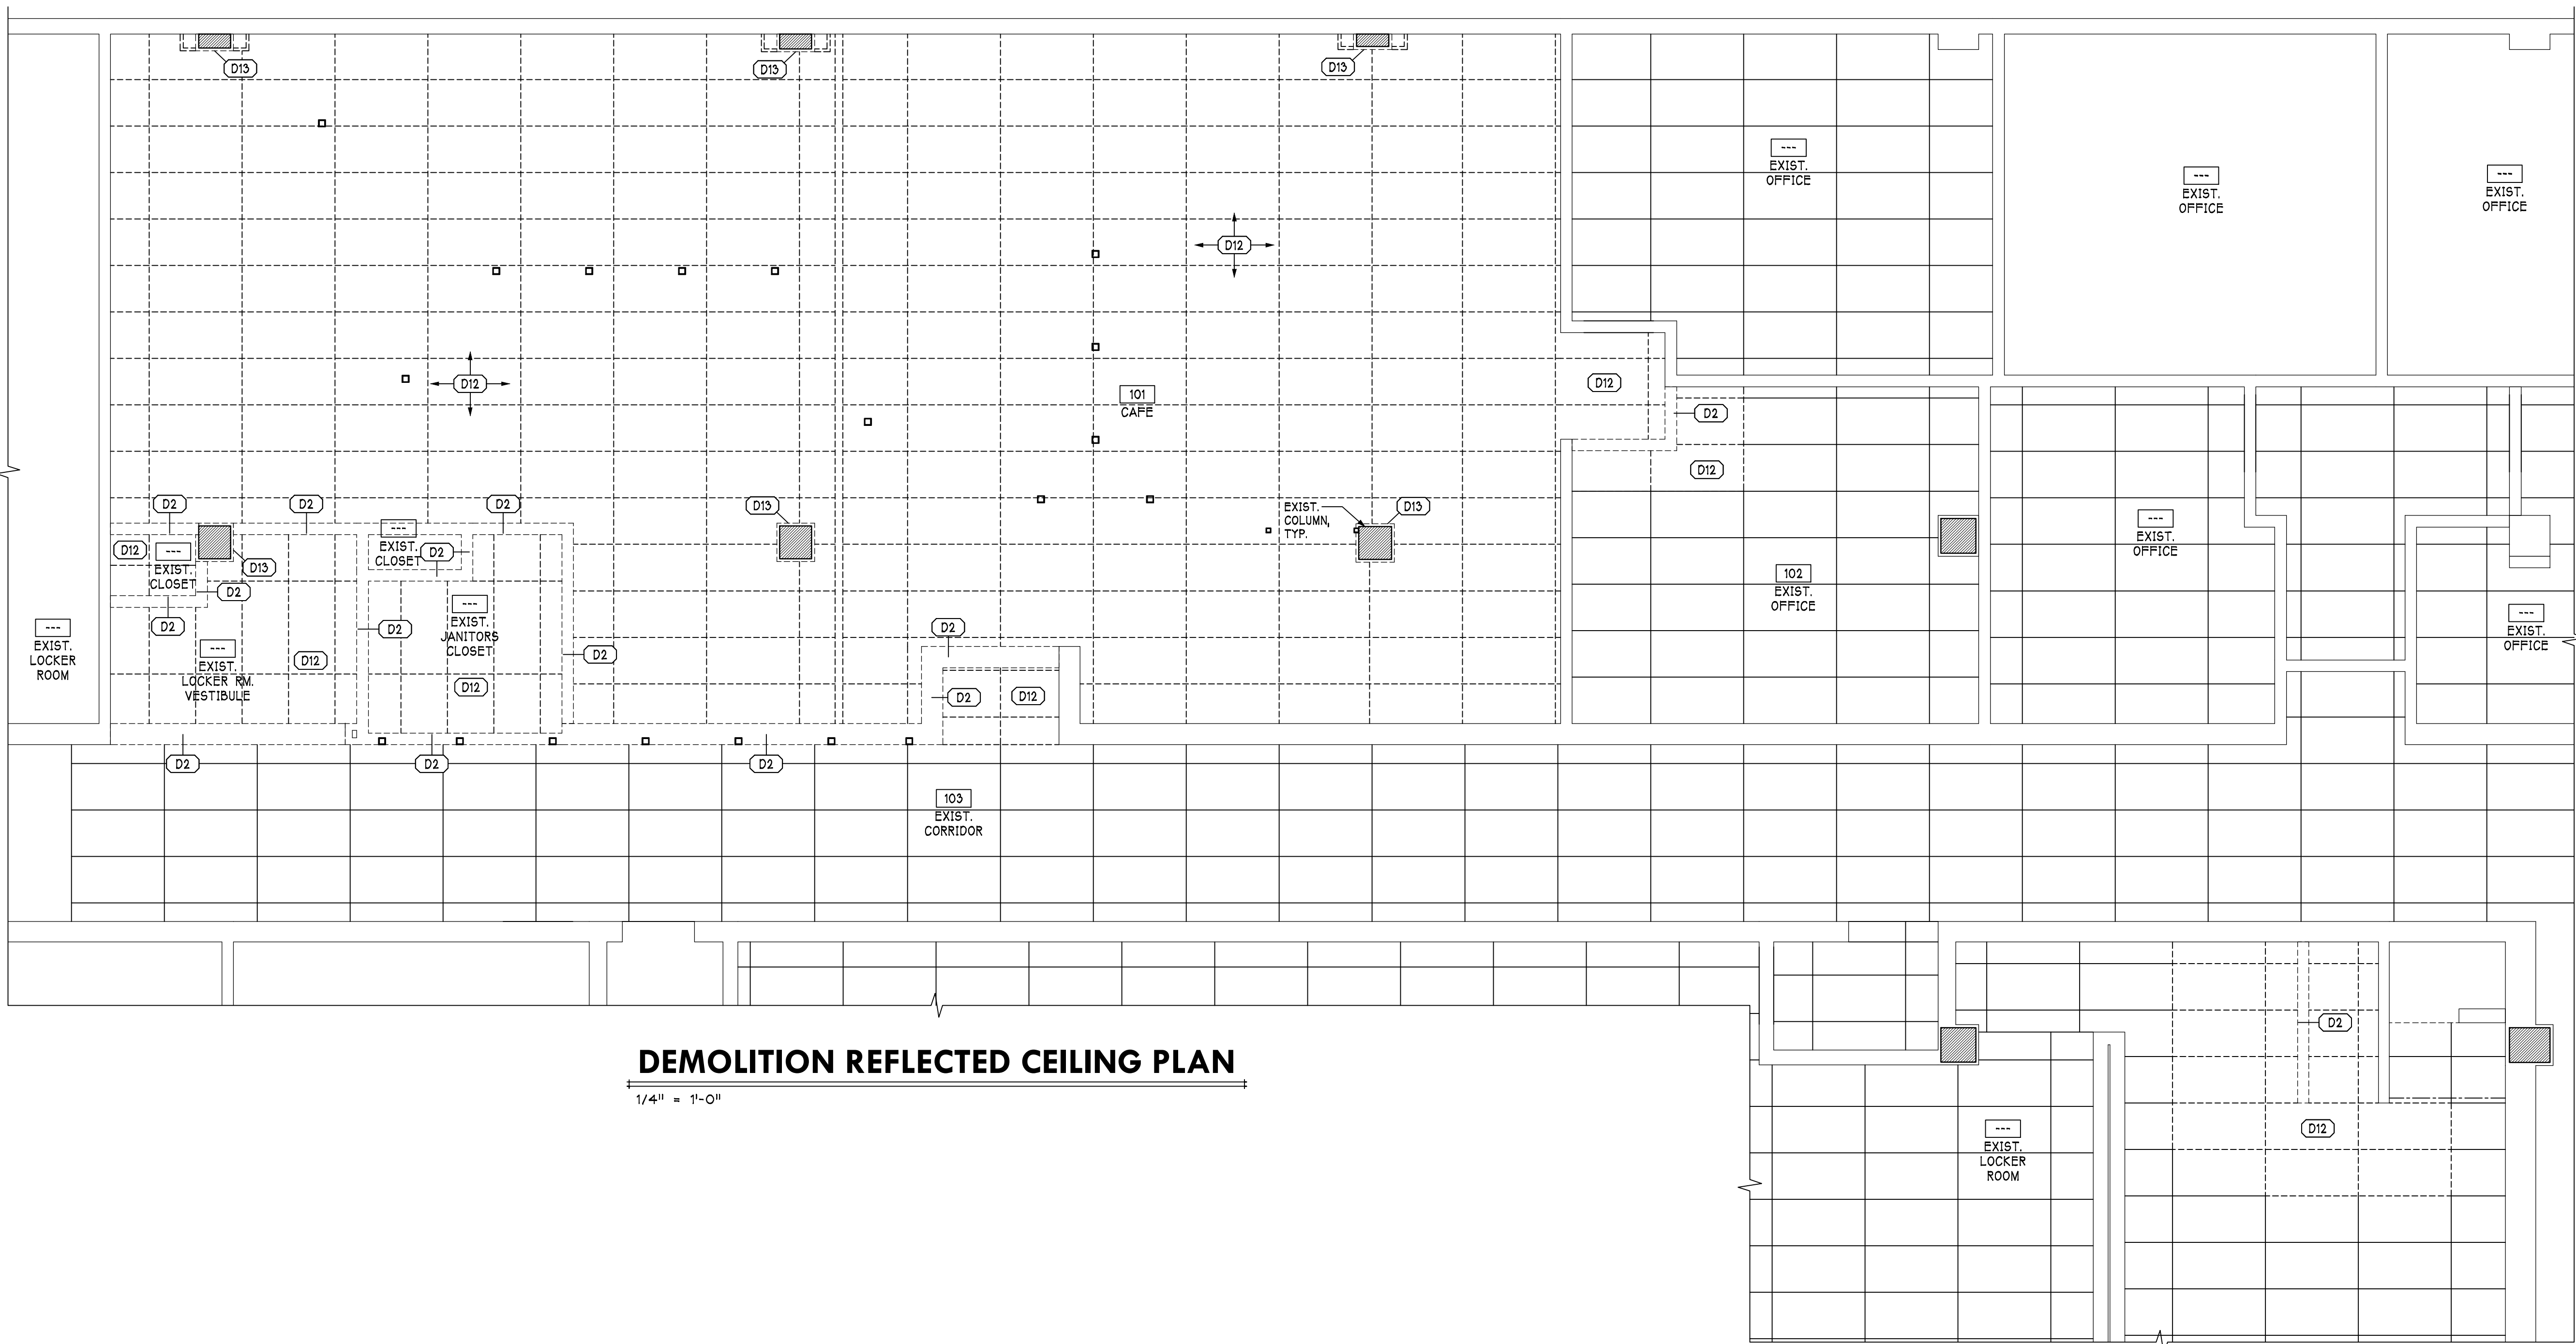 D13
D13
D13
---
EXIST.
OFFICE
---
EXIST.
OFFICE
---
EXIST.
OFFICE
D12
D12
101
CAFE
D12
D2
D12
D2
D2
D2
D13
EXIST.
COLUMN,
TYP.
D13
D12
---
EXIST.
CLOSET
---
EXIST.
CLOSET
D2
D13
D2
D2
D2
---
EXIST.
JANITORS
CLOSET
---
EXIST.
LOCKER
ROOM
---
EXIST.
LOCKER RM.
VESTIBULE
D12
D12
D2
D2
D2
D12
102
EXIST.
OFFICE
---
EXIST.
OFFICE
---
EXIST.
OFFICE
D2
D2
D2
103
EXIST.
CORRIDOR
D2
DEMOLITION REFLECTED CEILING PLAN
1/4" = 1'-0"
---
EXIST.
LOCKER
ROOM
D12